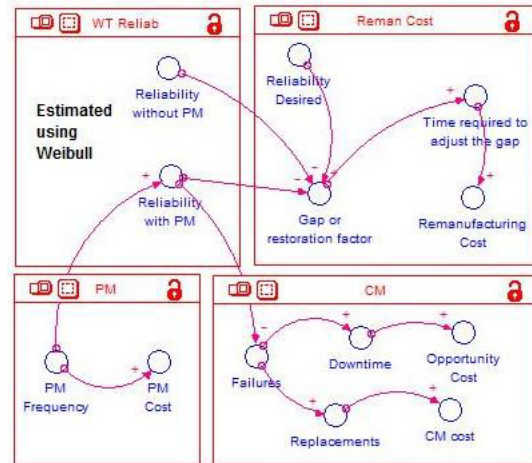 WT Reliab
Reliability
without PM
Estimated
using
Weibull
+
Reliability
with PM
Reman Cost
Reliability
Desired
+
Time required to
adjust the gap
-
+
-
Gap or
restoration factor
+
Remanufacturing
Cost
PM
+
PM
Frequency
PM
Cost
CM
-
Failures
+
Downtime
+
Opportunity
Cost
+
Replacements
+
CM cost